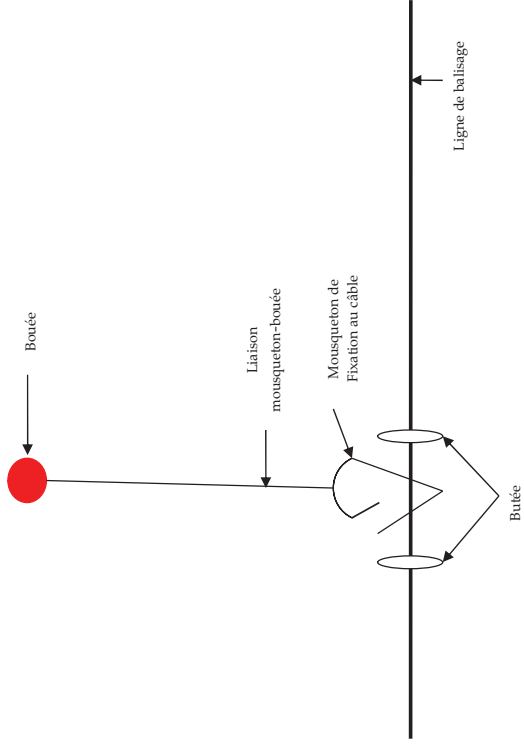 Bouée
Liaison
mousqueton-bouée
Mousqueton de
Fixation au câble
Ligne de balisage
Butée